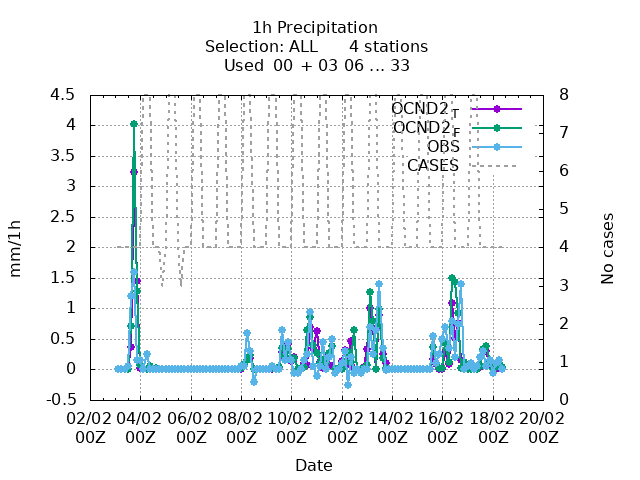 1h Precipitation
Selection: ALL 4 stations
Used 00 + 03 06 ... 33
4.5
4
3.5
3
2.5
2
1.5
1
0.5
0
-0.5
8
7
6
5
4
3
2
1
0
OCND2_T
OCND2_F
OBS
CASES
mm/1h
No cases
02/02 04/02 06/02 08/02 10/02 12/02 14/02 16/02 18/02 20/02
00Z 00Z 00Z 00Z 00Z 00Z 00Z 00Z 00Z 00Z
Date